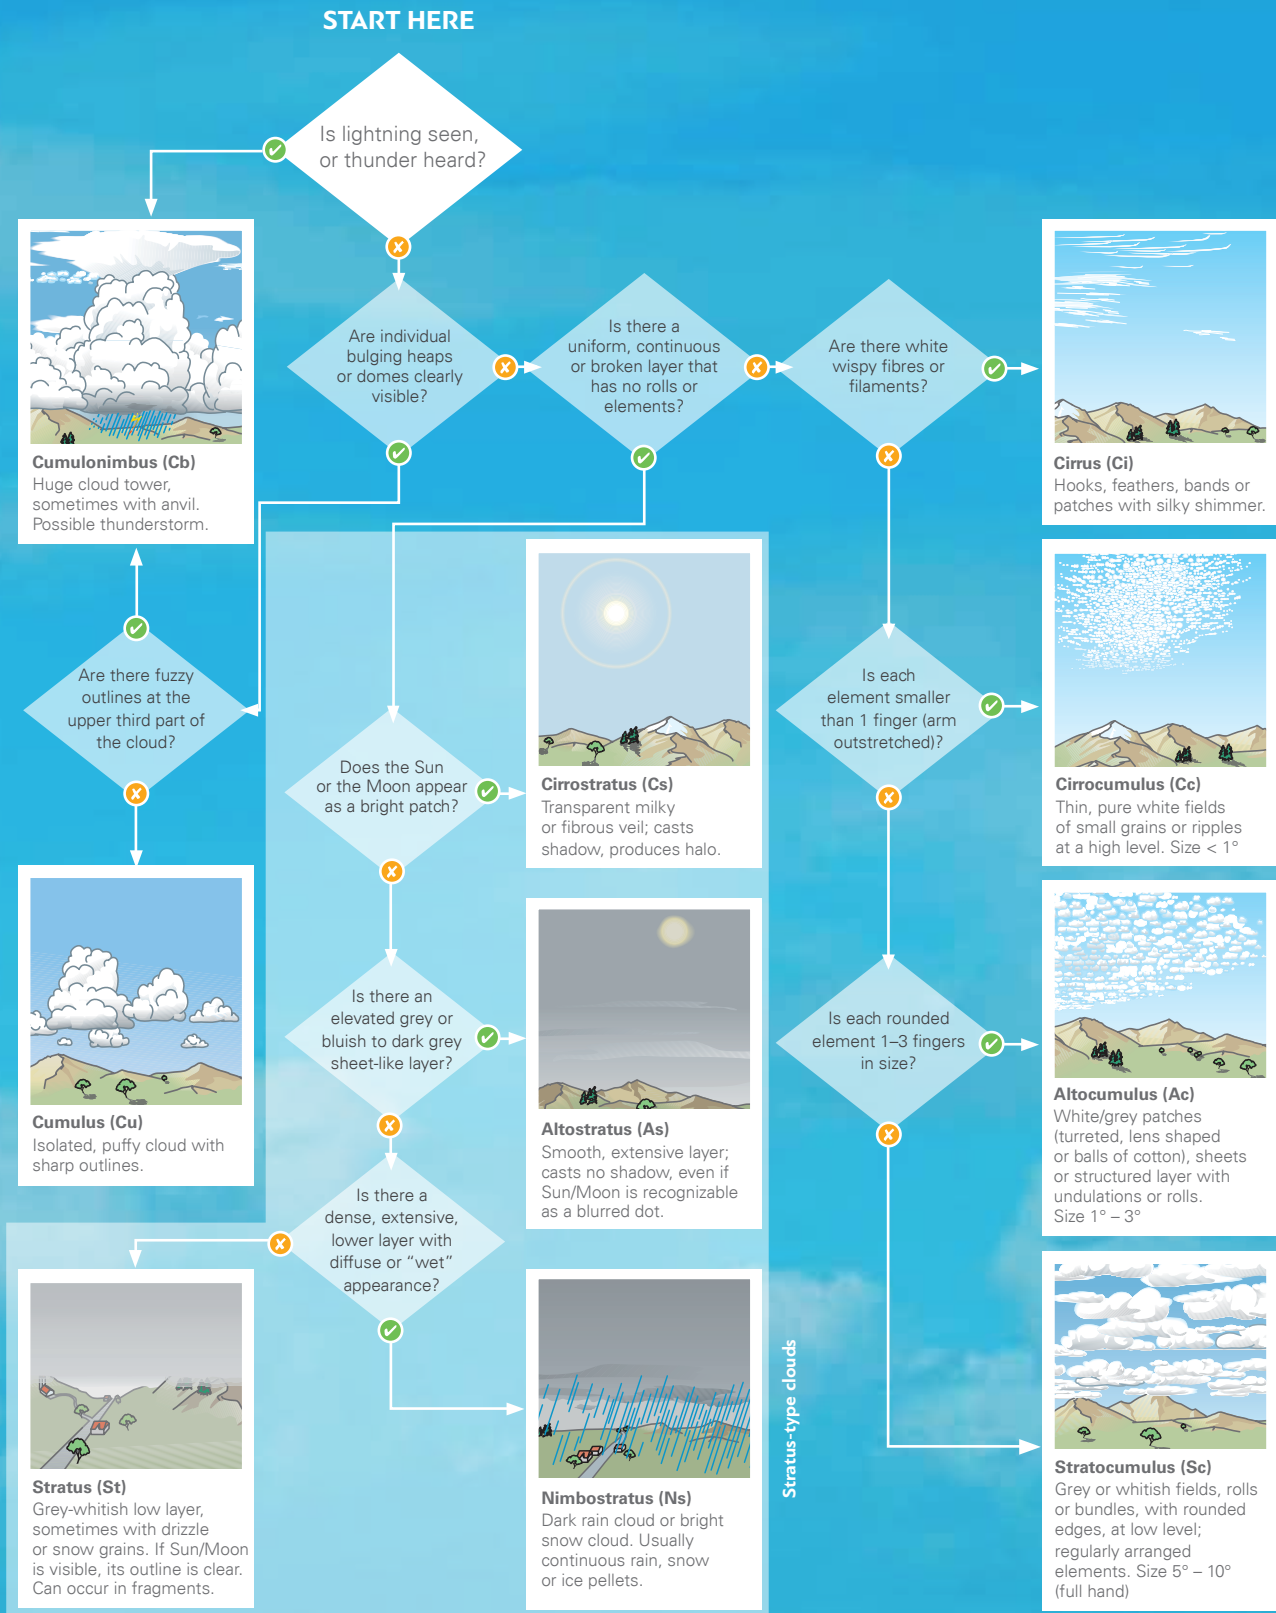 START HERE
Is lightning seen,
or thunder heard?
Are individual
bulging heaps
or domes clearly
visible?
Is there a
uniform, continuous
or broken layer that
has no rolls or
elements?
Are there white
wispy fibres or
filaments?
Cumulonimbus (Cb)
Huge cloud tower,
sometimes with anvil.
Possible thunderstorm.
Cirrus (Ci)
Hooks, feathers, bands or
patches with silky shimmer.
Are there fuzzy
outlines at the
upper third part of
the cloud?
Does the Sun
or the Moon appear
as a bright patch?
Cirrostratus (Cs)
Transparent milky
or fibrous veil; casts
shadow, produces halo.
Is each
element smaller
than 1 finger (arm
outstretched)?
Cirrocumulus (Cc)
Thin, pure white fields
of small grains or ripples
at a high level. Size < 1°
Cumulus (Cu)
Isolated, puffy cloud with
sharp outlines.
Is there an
elevated grey or
bluish to dark grey
sheet-like layer?
Altostratus (As)
Smooth, extensive layer;
casts no shadow, even if
Sun/Moon is recognizable
as a blurred dot.
Is each rounded
element 1–3 fingers
in size?
Altocumulus (Ac)
White/grey patches
(turreted, lens shaped
or balls of cotton), sheets
or structured layer with
undulations or rolls.
Size 1° – 3°
Is there a
dense, extensive,
lower layer with
diffuse or “wet”
appearance?
Stratus (St)
Grey-whitish low layer,
sometimes with drizzle
or snow grains. If Sun/Moon
is visible, its outline is clear.
Can occur in fragments.
Nimbostratus (Ns)
Dark rain cloud or bright
snow cloud. Usually
continuous rain, snow
or ice pellets.
Stratus-type clouds
Stratocumulus (Sc)
Grey or whitish fields, rolls
or bundles, with rounded
edges, at low level;
regularly arranged
elements. Size 5° – 10°
(full hand)